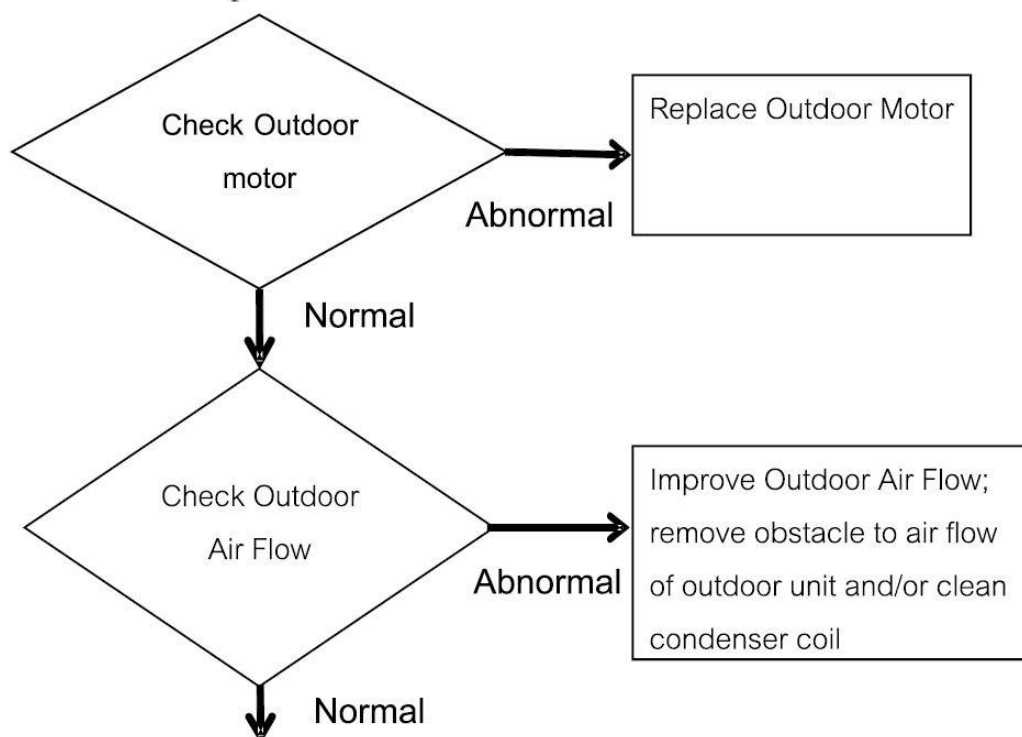 Check Outdoor
motor
Replace Outdoor Motor
Abnormal
Normal
Check Outdoor
Air Flow
Improve Outdoor Air Flow;
remove obstacle to air flow
of outdoor unit and/or clean
condenser coil
Abnormal
Normal